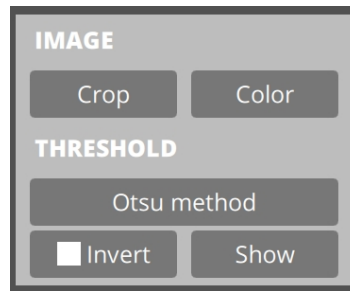 IMAGE
Crop Color
THRESHOLD
Otsu method
Invert Show